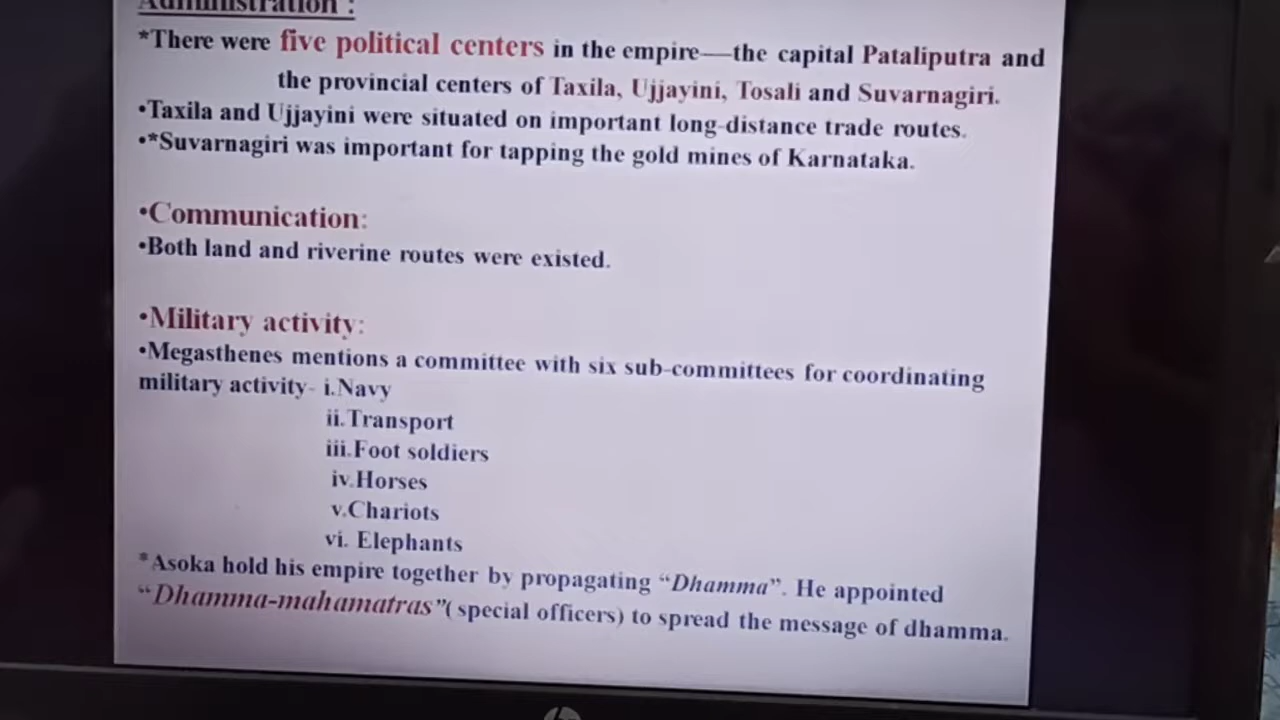 Administration :
*There were five political centers in the empire—the capital Pataliputra and
the provincial centers of Taxila, Ujjayini, Tosali and Suvarnagiri.
•Taxila and Ujjayini were situated on important long-distance trade routes.
•*Suvarnagiri was important for tapping the gold mines of Karnataka.
•Communication:
•Both land and riverine routes were existed.
•Military activity:
•Megasthenes mentions a committee with six sub-committees for coordinating
military activity- i.Navy
ii.Transport
iii.Foot soldiers
iv.Horses
v.Chariots
vi. Elephants
*Asoka hold his empire together by propagating “Dhamma”. He appointed
“Dhamma-mahamatras”( special officers) to spread the message of dhamma.
hp